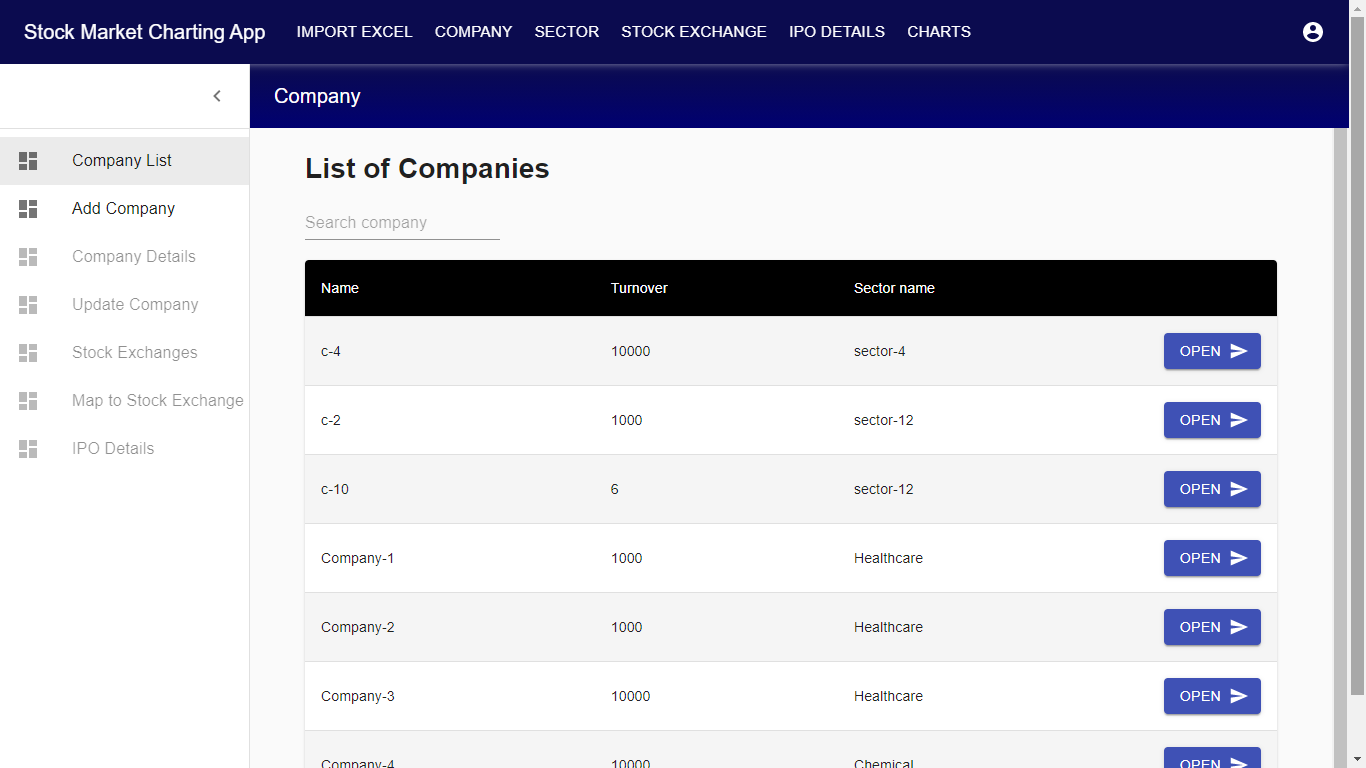 Stock Market Charting App IMPORT EXCEL COMPANY SECTOR STOCK EXCHANGE IPO DETAILS CHARTS
Company
Company List
Add Company
Company Details
Update Company
Stock Exchanges
Map to Stock Exchange
IPO Details
List of Companies
Search company
Name Turnover Sector name
c-4 10000 sector-4 OPEN
c-2 1000 sector-12 OPEN
c-10 6 sector-12 OPEN
Company-1 1000 Healthcare OPEN
Company-2 1000 Healthcare OPEN
Company-3 10000 Healthcare OPEN
Company-4 10000 Chemical OPEN